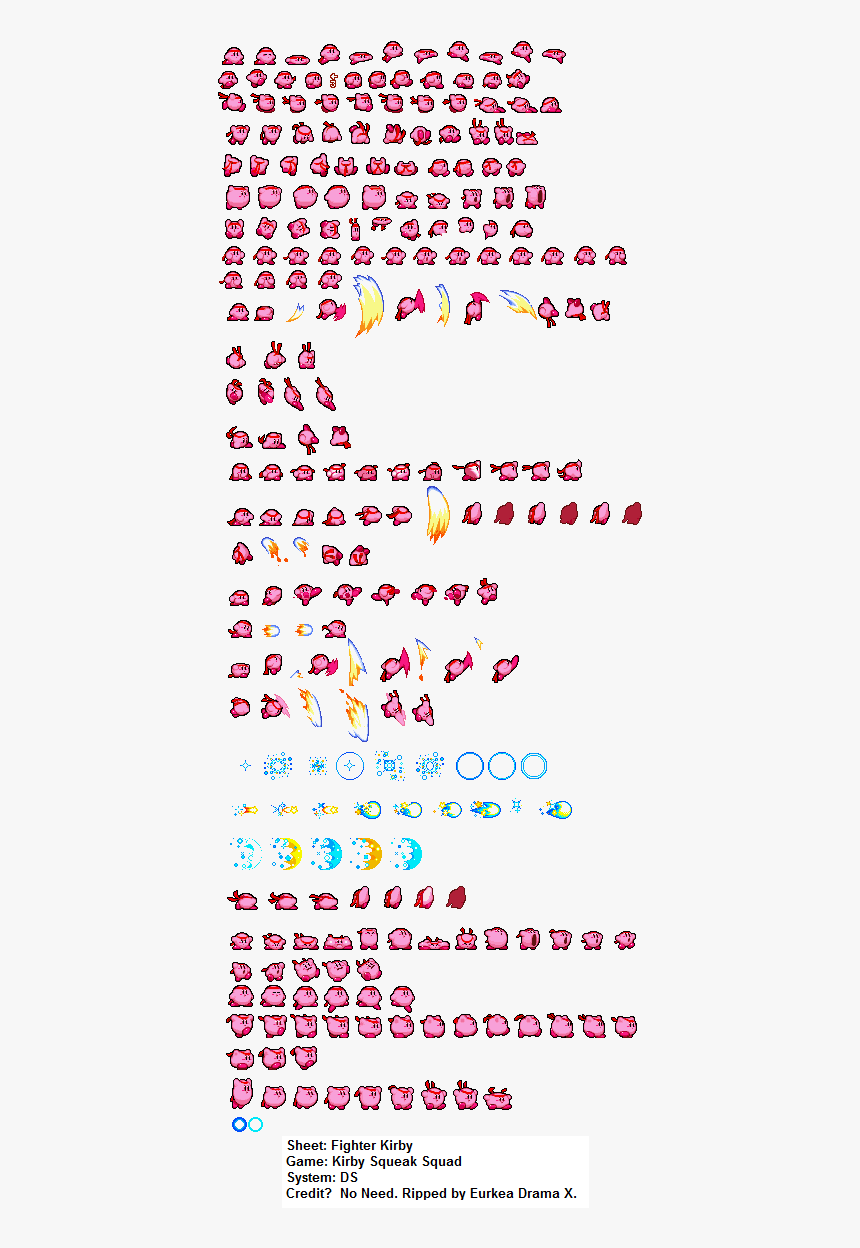 Sheet: Fighter Kirby
Game: Kirby Squeak Squad
System: DS
Credit?  No Need. Ripped by Eurkea Drama X.